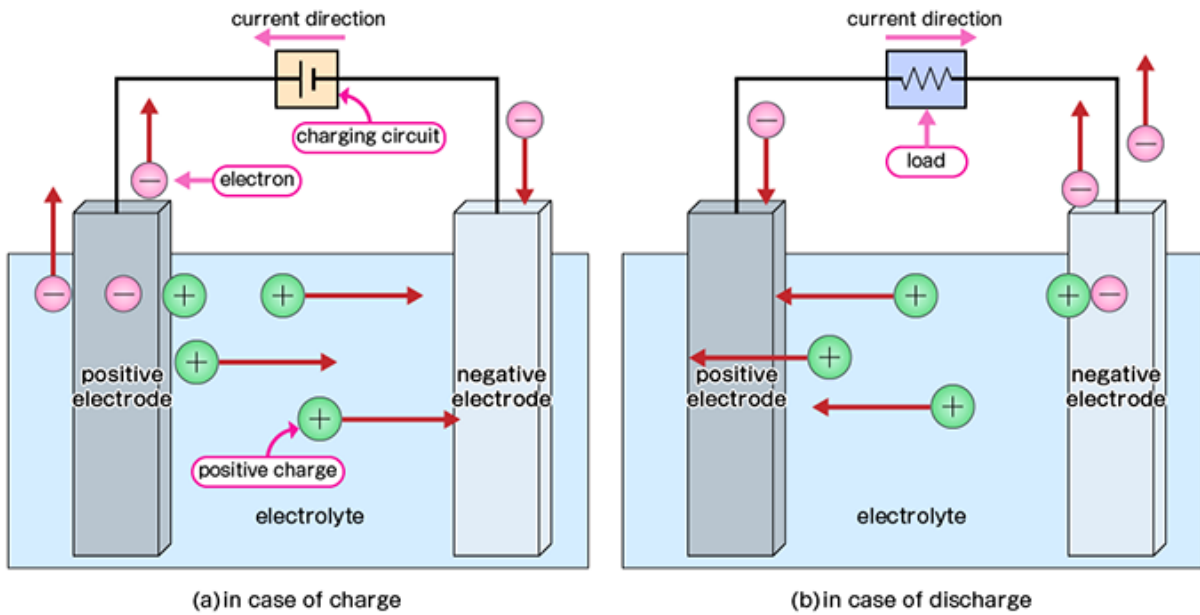 current direction
charging circuit
electron
positive
electrode
negative
electrode
positive charge
electrolyte
(a)in case of charge
current direction
load
positive
electrode
negative
electrode
electrolyte
(b)in case of discharge